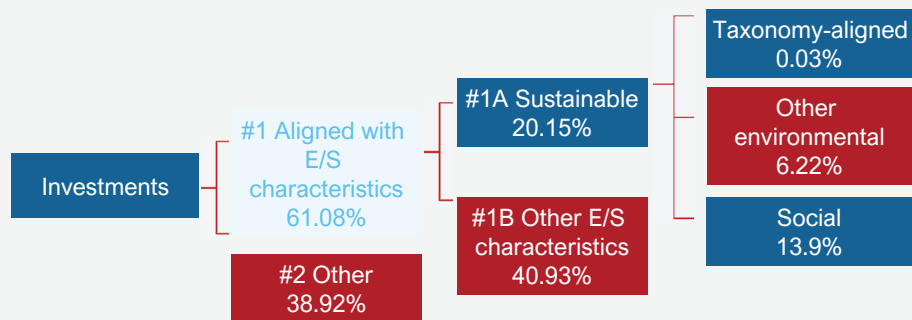 Investments
#1 Aligned with
E/S
characteristics
61.08%
#2 Other
38.92%
#1A Sustainable
20.15%
#1B Other E/S
characteristics
40.93%
Taxonomy-aligned
0.03%
Other
environmental
6.22%
Social
13.9%